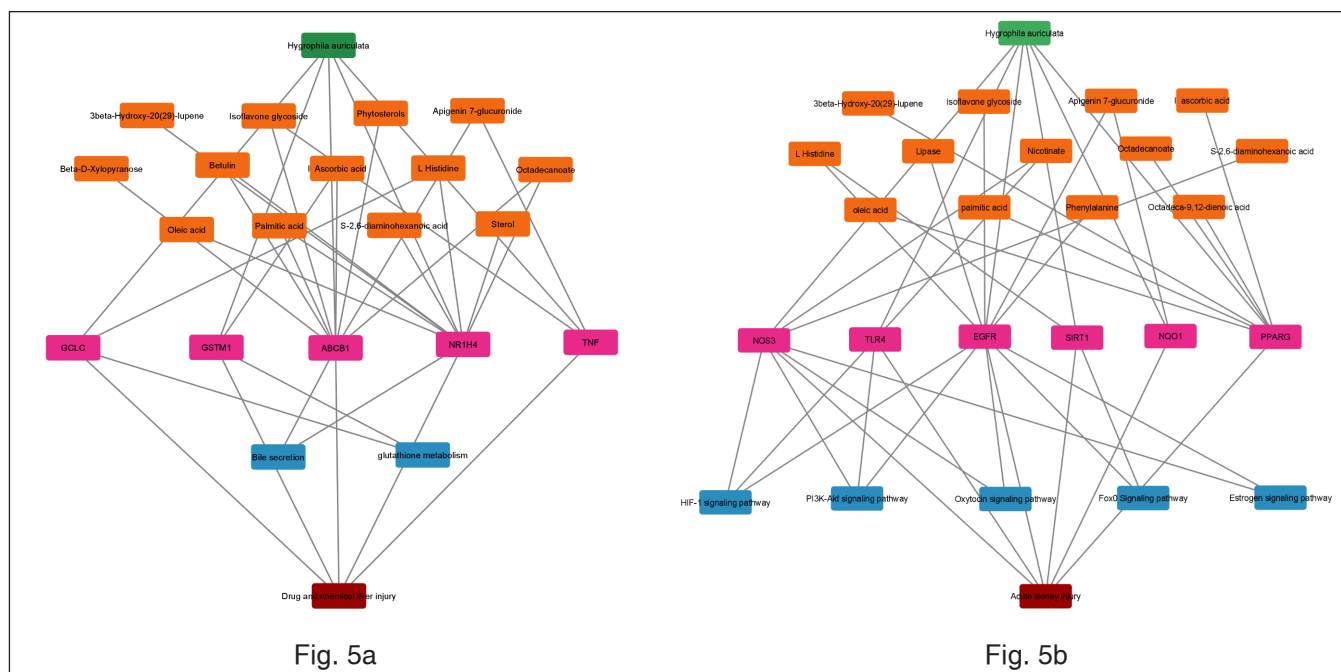 Hygrophila auriculata
3beta-Hydroxy-20(29)-lupene
Isoflavone glycoside
Phytosterols
Apigenin 7-glucuronide
Beta-D-Xylopyranose
Betulin
l Ascorbic acid
L Histidine
Octadecanoate
Oleic acid
Palmitic acid
S-2,6-diaminohexanoic acid
Sterol
GCLC
GSTM1
ABCB1
NR1H4
TNF
Bile secretion
glutathione metabolism
Drug and chemical liver injury
Fig. 5a
Hygrophila auriculata
3beta-Hydroxy-20(29)-lupene
Isoflavone glycoside
Apigenin 7-glucuronide
l ascorbic acid
L Histidine
Lipase
Nicotinate
Octadecanoate
S-2,6-diaminohexanoic acid
oleic acid
palmitic acid
Phenylalanine
Octadeca-9,12-dienoic acid
NOS3
TLR4
EGFR
SIRT1
NQO1
PPARG
HIF-1 signaling pathway
PI3K-Akt signaling pathway
Oxytocin signaling pathway
Fox0 Signaling pathway
Estrogen signaling pathway
Acute kidney injury
Fig. 5b